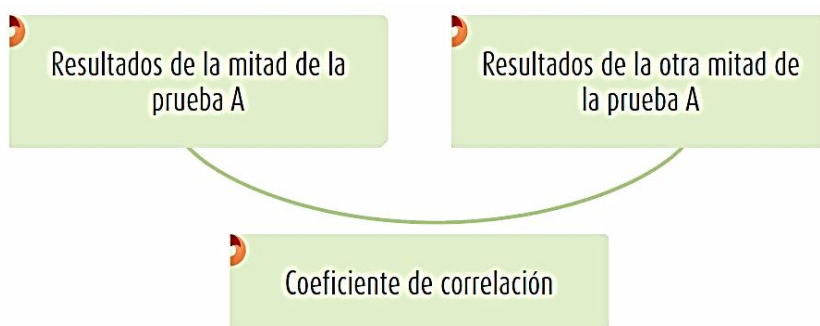 Resultados de la mitad de la
prueba A
Resultados de la otra mitad de
la prueba A
Coeficiente de correlación